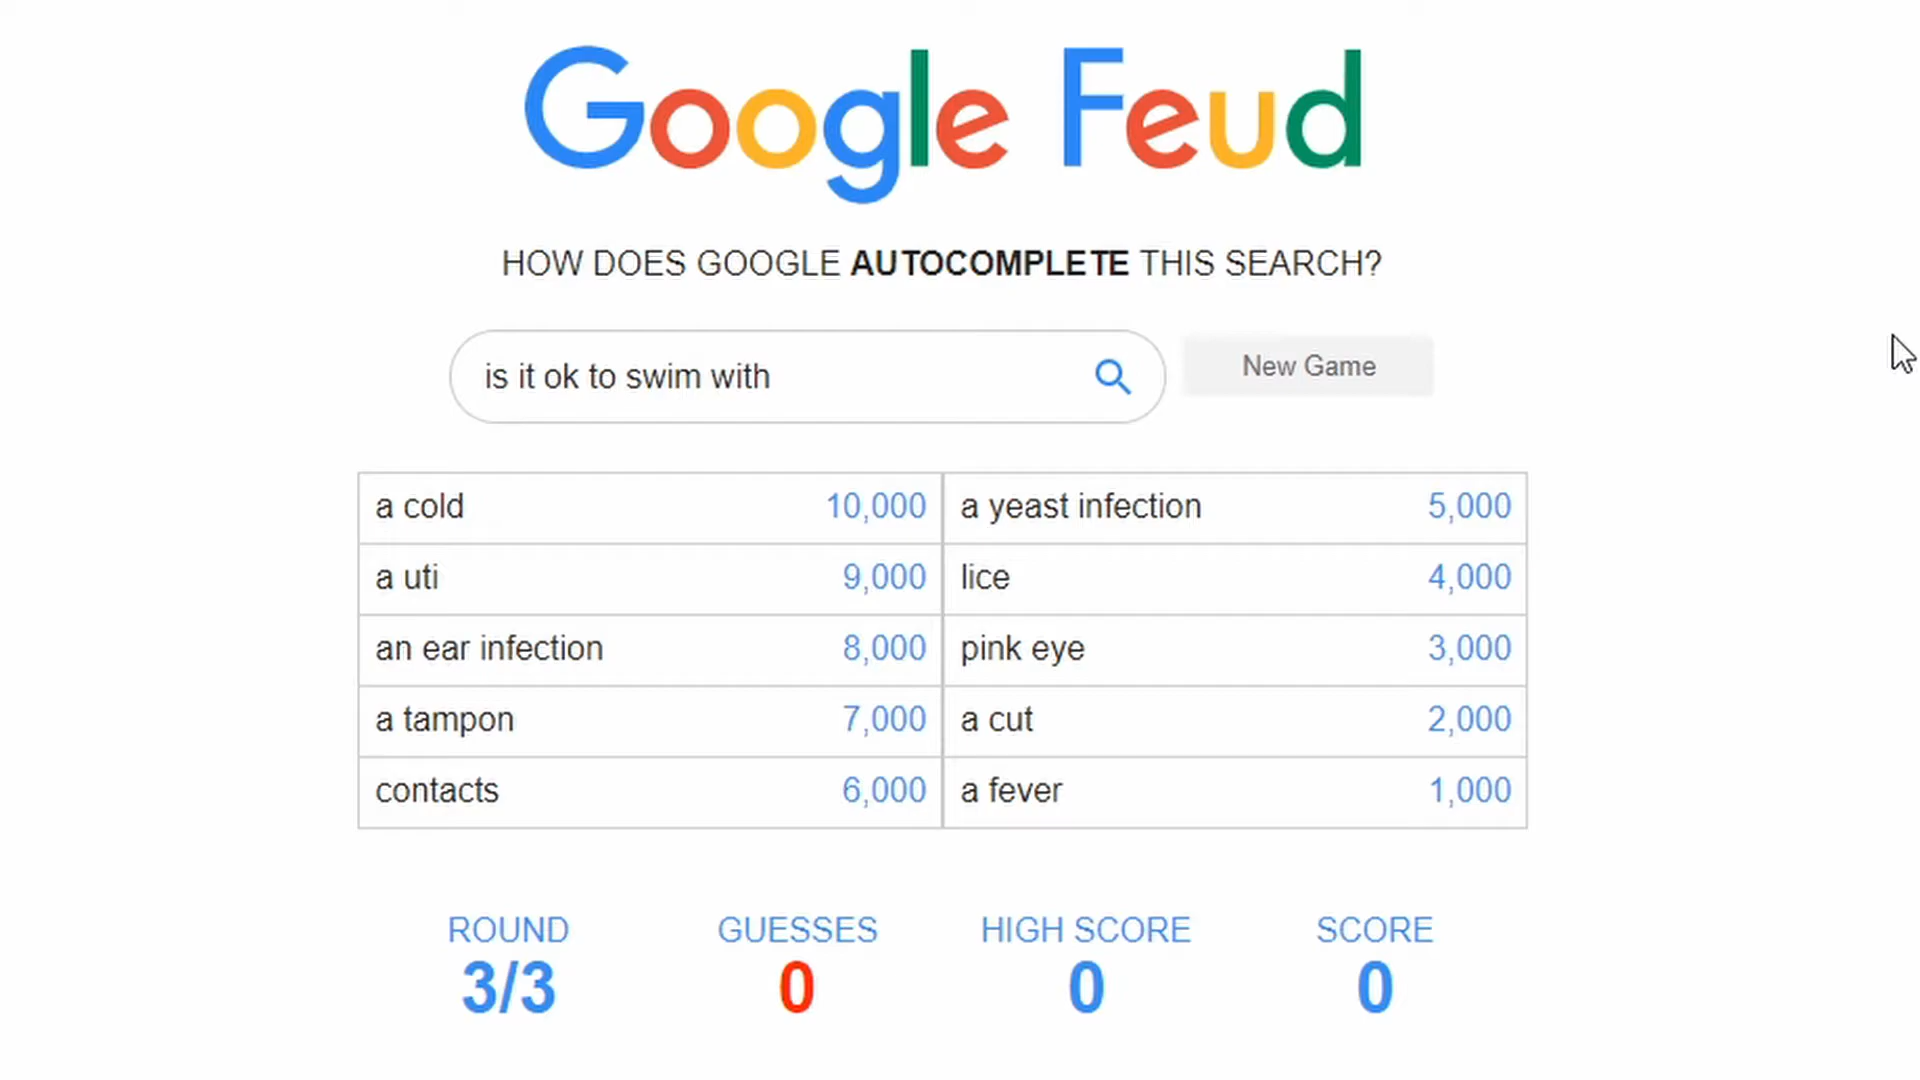 Google Feud
HOW DOES GOOGLE AUTOCOMPLETE THIS SEARCH?
is it ok to swim with
New Game
a cold 10,000 a yeast infection 5,000
a uti 9,000 lice 4,000
an ear infection 8,000 pink eye 3,000
a tampon 7,000 a cut 2,000
contacts 6,000 a fever 1,000
ROUND GUESSES HIGH SCORE SCORE
3/3 0 0 0